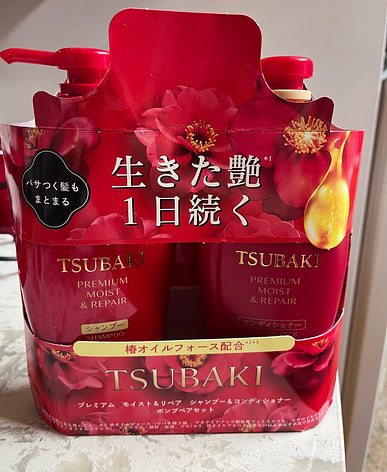 生きた艶*1
1日続く
パサつく髪も
まとまる
TSUBAKI
PREMIUM
MOIST
& REPAIR
シャンプー
SHAMPOO
TSUBAKI
PREMIUM
MOIST
& REPAIR
コンディショナー
椿オイルフォース配合
TSUBAKI
プレミアム モイスト&リペア シャンプー&コンディショナー
ポンプペアセット